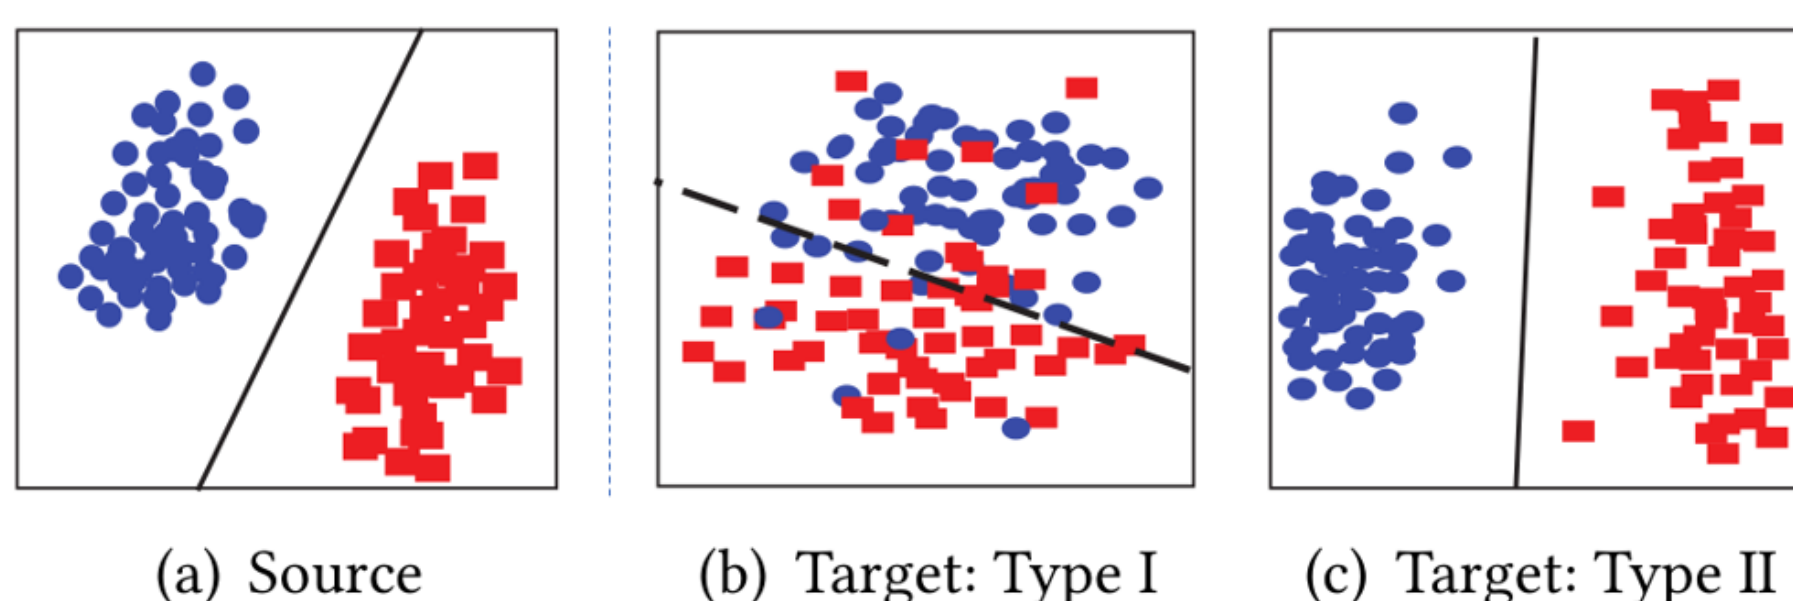 (a) Source
(b) Target: Type I
(c) Target: Type II